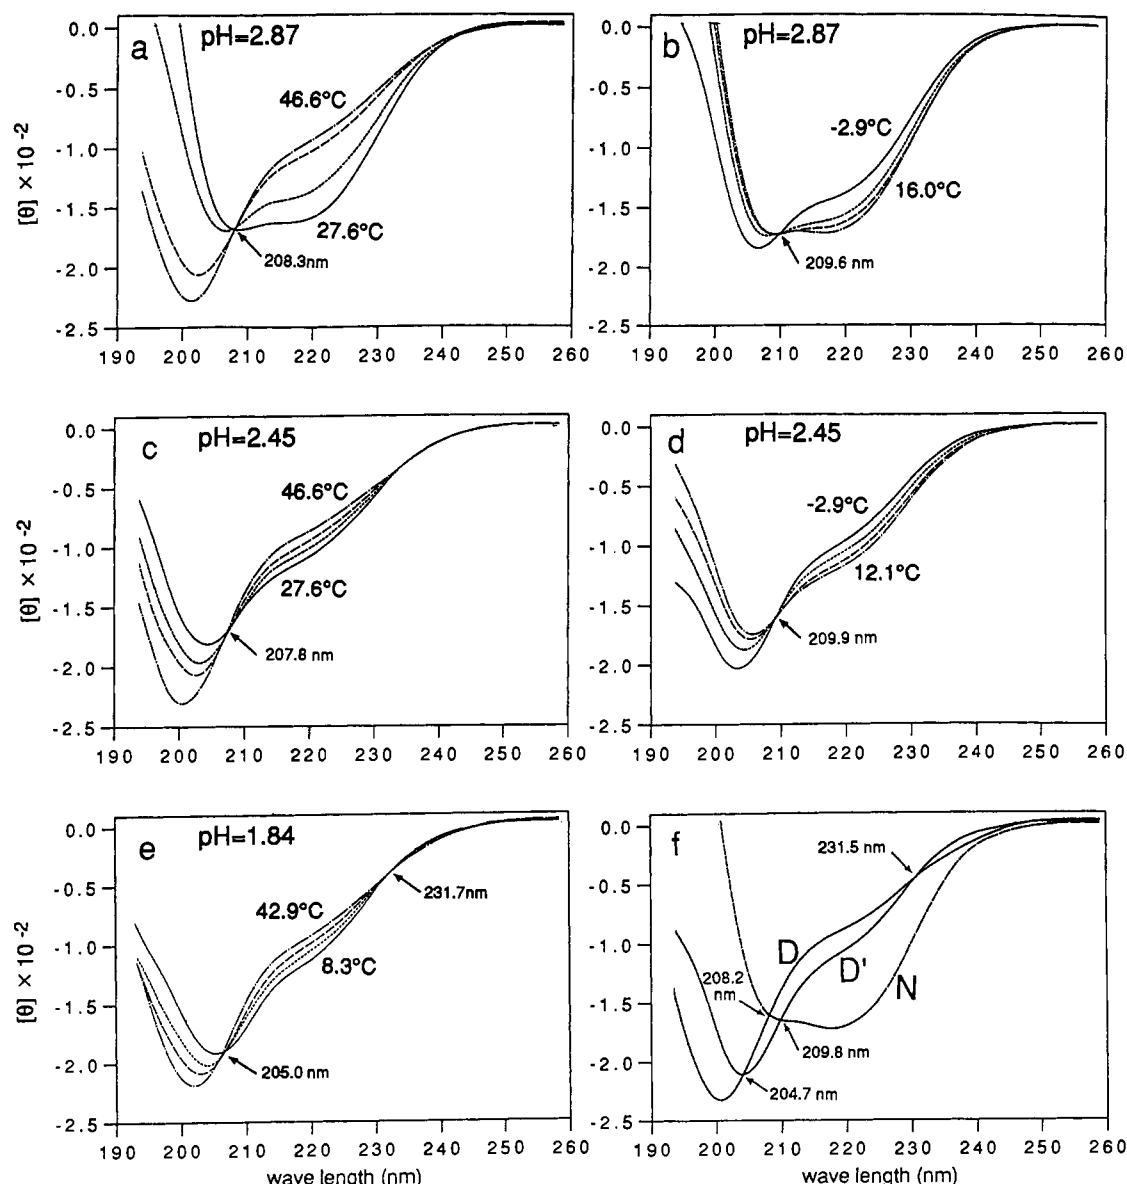 a
pH=2.87
[θ] × 10 -2
0.0
-0.5
-1.0
-1.5
-2.0
-2.5
46.6°C
27.6°C
208.3nm
190 200 210 220 230 240 250 260
b
pH=2.87
0.0
-0.5
-1.0
-1.5
-2.0
-2.5
-2.9°C
16.0°C
209.6 nm
190 200 210 220 230 240 250 260
c
pH=2.45
[θ] × 10 -2
0.0
-0.5
-1.0
-1.5
-2.0
-2.5
46.6°C
27.6°C
207.8 nm
190 200 210 220 230 240 250 260
d
pH=2.45
0.0
-0.5
-1.0
-1.5
-2.0
-2.5
-2.9°C
12.1°C
209.9 nm
190 200 210 220 230 240 250 260
e
pH=1.84
[θ] × 10 -2
0.0
-0.5
-1.0
-1.5
-2.0
-2.5
231.7nm
42.9°C
8.3°C
205.0 nm
190 200 210 220 230 240 250 260
wave length (nm)
f
0.0
-0.5
-1.0
-1.5
-2.0
-2.5
231.5 nm
D
D'
N
208.2
nm
209.8 nm
204.7 nm
190 200 210 220 230 240 250 260
wave length (nm)